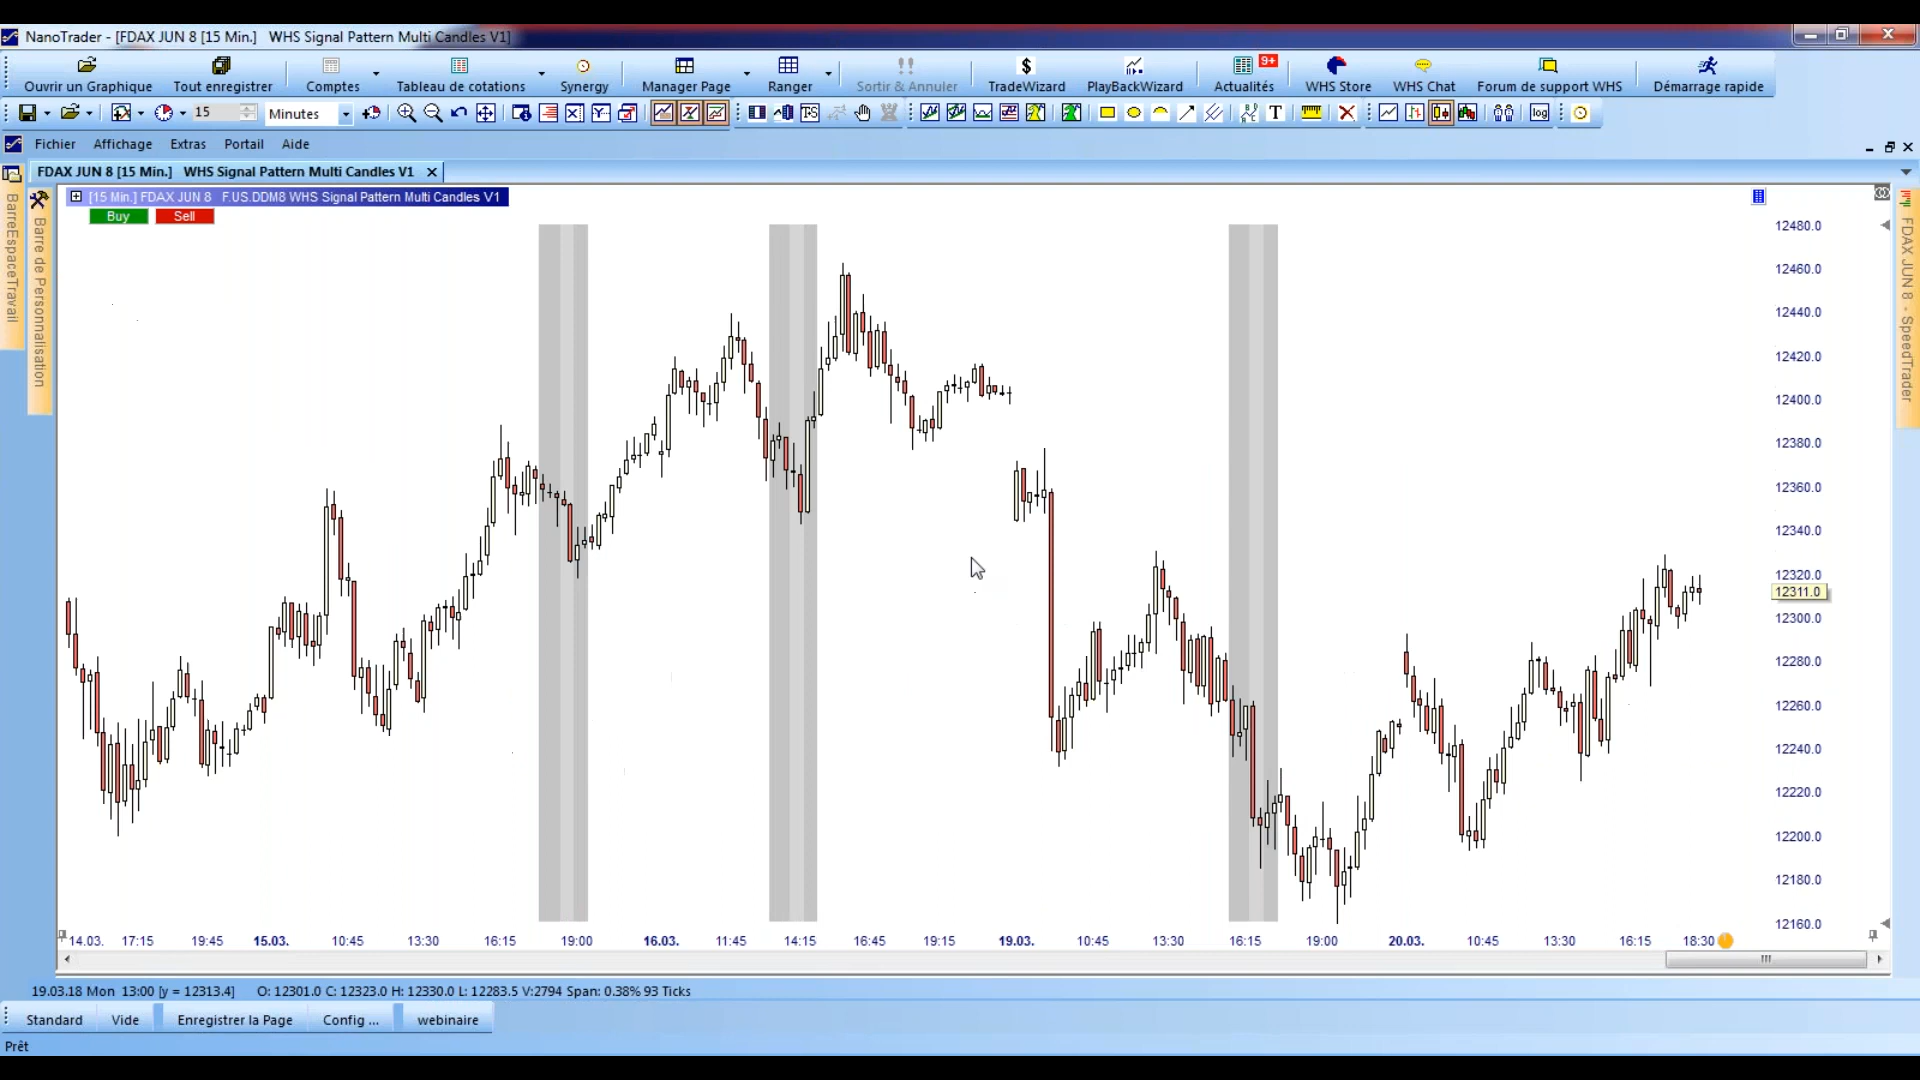 NanoTrader - [FDAX JUN 8 [15 Min.]   WHS Signal Pattern Multi Candles V1]
Ouvrir un Graphique   Tout enregistrer   Comptes   Tableau de cotations   Synergy   Manager Page   Ranger   Sortir & Annuler   TradeWizard   PlayBackWizard   Actualités   9+   WHS Store   WHS Chat   Forum de support WHS   Démarrage rapide
15   Minutes   TS   T   log
Fichier   Affichage   Extras   Portail   Aide
FDAX JUN 8 [15 Min.]   WHS Signal Pattern Multi Candles V1
[15 Min.] FDAX JUN 8   F.US.DDM8 WHS Signal Pattern Multi Candles V1
Buy   Sell
BarreEspaceTravail
Barre de Personnalisation
FDAX JUN 8 - SpeedTrader
12480.0
12460.0
12440.0
12420.0
12400.0
12380.0
12360.0
12340.0
12320.0
12311.0
12300.0
12280.0
12260.0
12240.0
12220.0
12200.0
12180.0
12160.0
14.03.   17:15   19:45   15.03.   10:45   13:30   16:15   19:00   16.03.   11:45   14:15   16:45   19:15   19.03.   10:45   13:30   16:15   19:00   20.03.   10:45   13:30   16:15   18:30
19.03.18 Mon   13:00 [y = 12313.4]   O: 12301.0 C: 12323.0 H: 12330.0 L: 12283.5 V:2794 Span: 0.38% 93 Ticks
Standard   Vide   Enregistrer la Page   Config ...   webinaire
Prêt